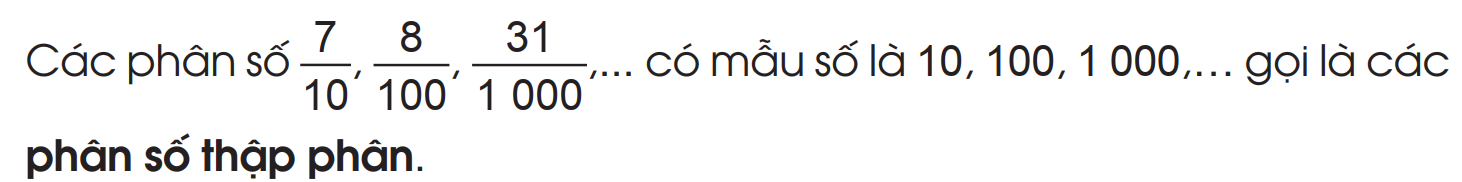 Các phân số 7/10, 8/100, 31/1 000,... có mẫu số là 10, 100, 1 000,... gọi là các
phân số thập phân.